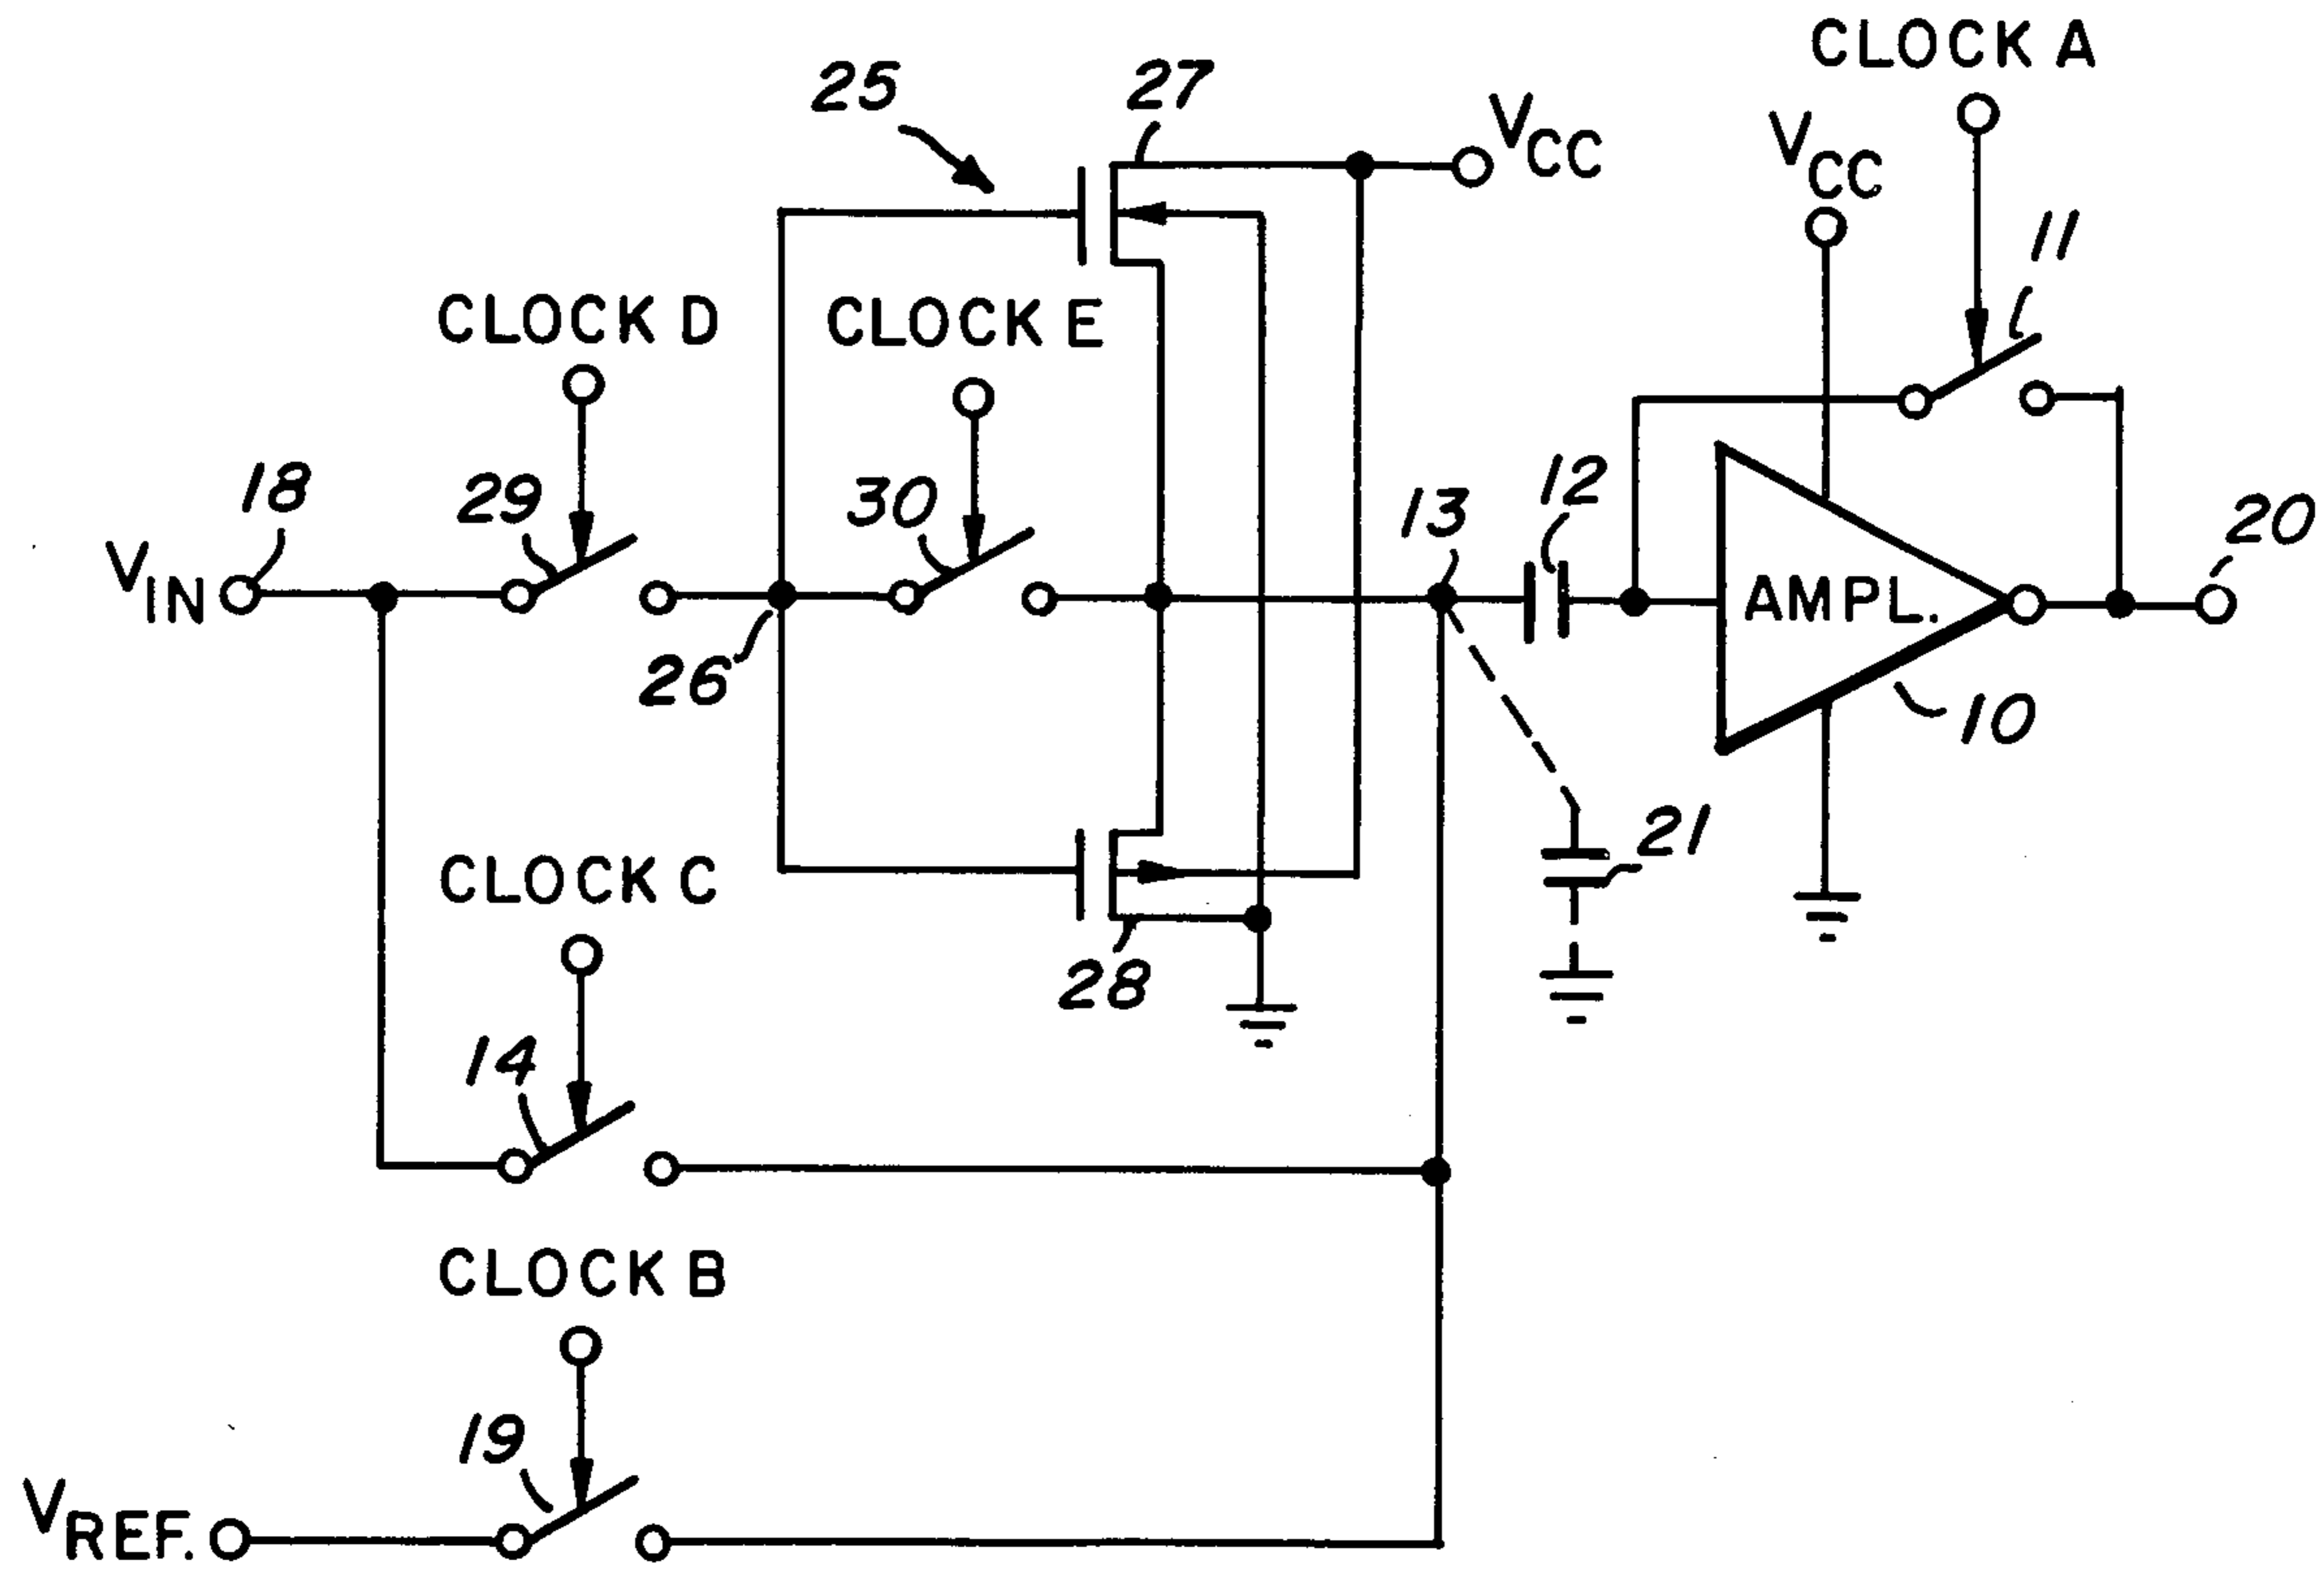 CLOCK A
25
27
VCC
VCC
11
CLOCK D
CLOCK E
18
29
30
13
12
20
VIN
AMPL.
26
10
21
CLOCK C
28
14
CLOCK B
19
VREF.